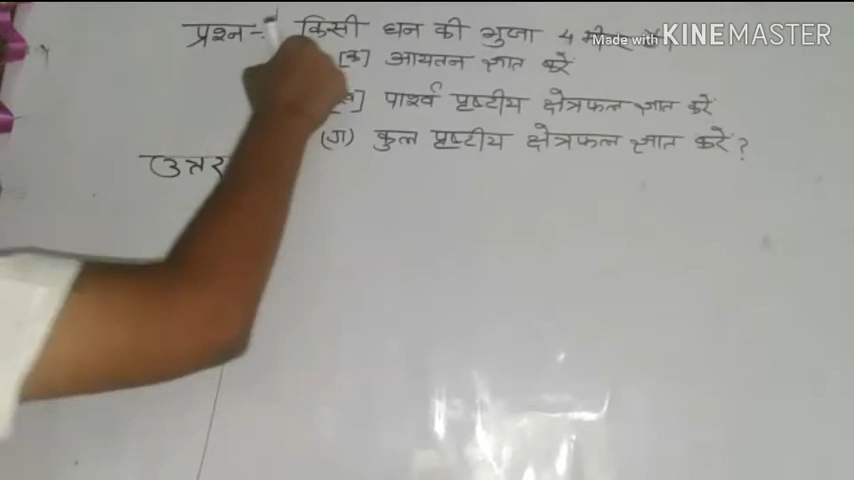 प्रश्न-: किसी घन की भुजा 4
Made with KINEMASTER
[क] आयतन ज्ञात करें
पार्श्व पृष्टीय क्षेत्रफल ज्ञात करें
(ग) कुल पृष्टीय क्षेत्रफल ज्ञात करें ?
उत्तर